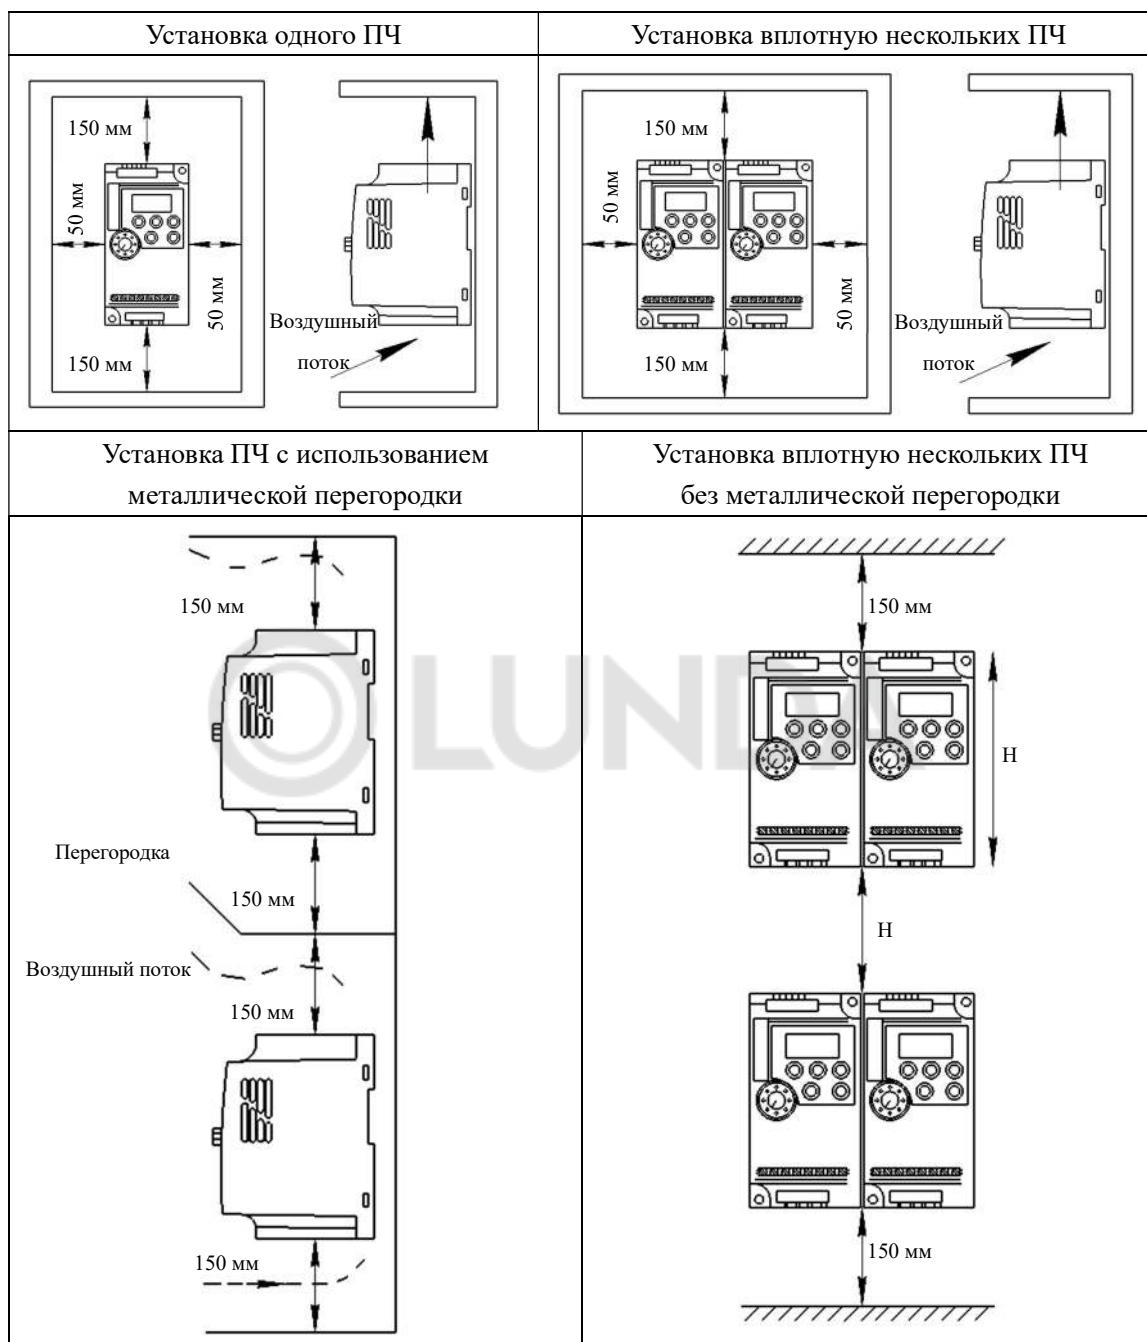 Установка одного ПЧ
Установка вплотную нескольких ПЧ
150 мм
50 мм
50 мм
150 мм
Воздушный
поток
150 мм
50 мм
50 мм
150 мм
Воздушный
поток
Установка ПЧ с использованием
металлической перегородки
Установка вплотную нескольких ПЧ
без металлической перегородки
150 мм
Перегородка
150 мм
Воздушный поток
150 мм
150 мм
150 мм
H
H
150 мм
LUNDA